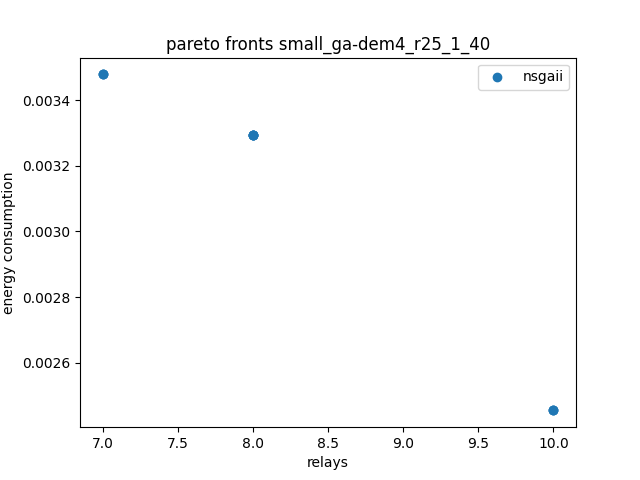 pareto fronts small_ga-dem4_r25_1_40
nsgaii
0.0034
0.0032
0.0030
0.0028
0.0026
energy consumption
7.0 7.5 8.0 8.5 9.0 9.5 10.0
relays